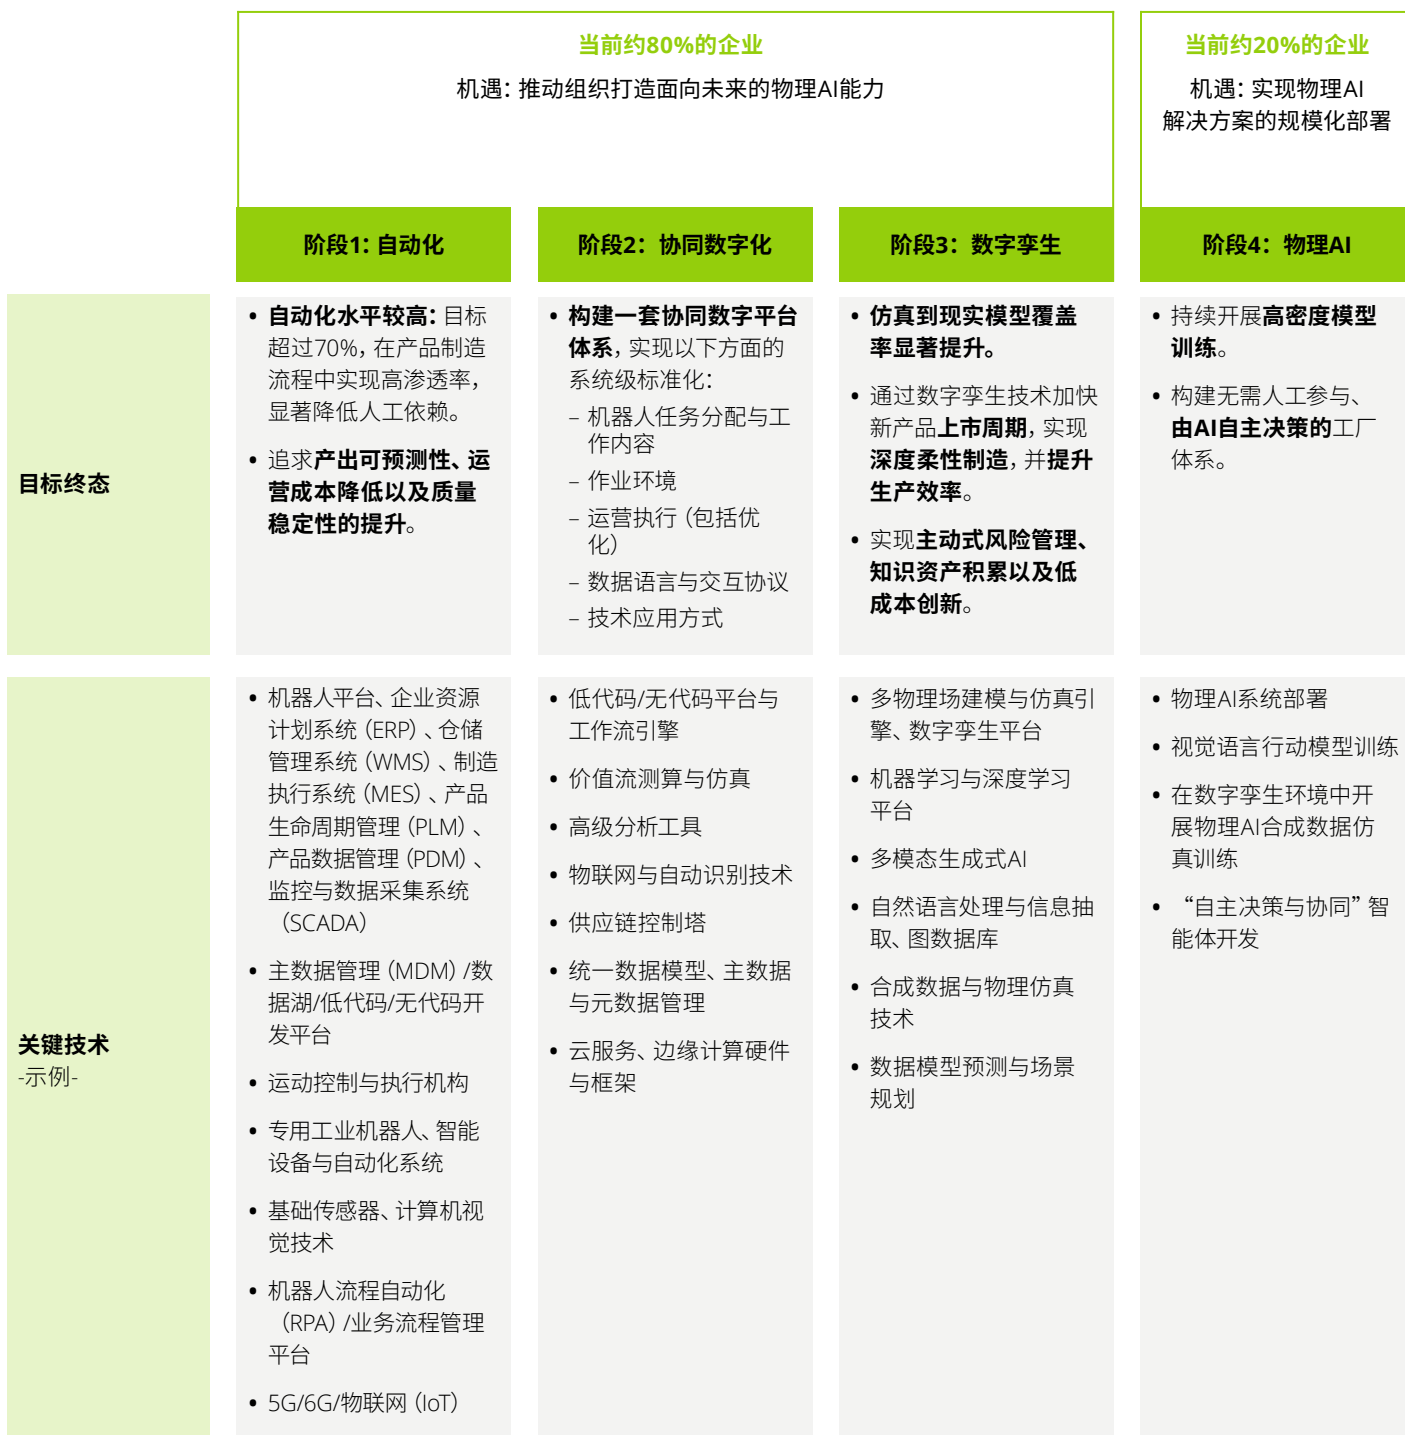 当前约80%的企业
机遇：推动组织打造面向未来的物理AI能力
当前约20%的企业
机遇：实现物理AI
解决方案的规模化部署
阶段1：自动化
阶段2：协同数字化
阶段3：数字孪生
阶段4：物理AI
目标终态
• 自动化水平较高：目标
超过70%，在产品制造
流程中实现高渗透率，
显著降低人工依赖。
• 追求产出可预测性、运
营成本降低以及质量
稳定性的提升。
• 构建一套协同数字平台
体系，实现以下方面的
系统级标准化：
– 机器人任务分配与工
作内容
– 作业环境
– 运营执行（包括优
化）
– 数据语言与交互协议
– 技术应用方式
• 仿真到现实模型覆盖
率显著提升。
• 通过数字孪生技术加快
新产品上市周期，实现
深度柔性制造，并提升
生产效率。
• 实现主动式风险管理、
知识资产积累以及低
成本创新。
• 持续开展高密度模型
训练。
• 构建无需人工参与、
由AI自主决策的工厂
体系。
关键技术
-示例-
• 机器人平台、企业资源
计划系统（ERP）、仓储
管理系统（WMS）、制造
执行系统（MES）、产品
生命周期管理（PLM）、
产品数据管理（PDM）、
监控与数据采集系统
（SCADA）
• 主数据管理（MDM）/数
据湖/低代码/无代码开
发平台
• 运动控制与执行机构
• 专用工业机器人、智能
设备与自动化系统
• 基础传感器、计算机视
觉技术
• 机器人流程自动化
（RPA）/业务流程管理
平台
• 5G/6G/物联网（IoT）
• 低代码/无代码平台与
工作流引擎
• 价值流测算与仿真
• 高级分析工具
• 物联网与自动识别技术
• 供应链控制塔
• 统一数据模型、主数据
与元数据管理
• 云服务、边缘计算硬件
与框架
• 多物理场建模与仿真引
擎、数字孪生平台
• 机器学习与深度学习
平台
• 多模态生成式AI
• 自然语言处理与信息抽
取、图数据库
• 合成数据与物理仿真
技术
• 数据模型预测与场景
规划
• 物理AI系统部署
• 视觉语言行动模型训练
• 在数字孪生环境中开
展物理AI合成数据仿
真训练
• “自主决策与协同”智
能体开发